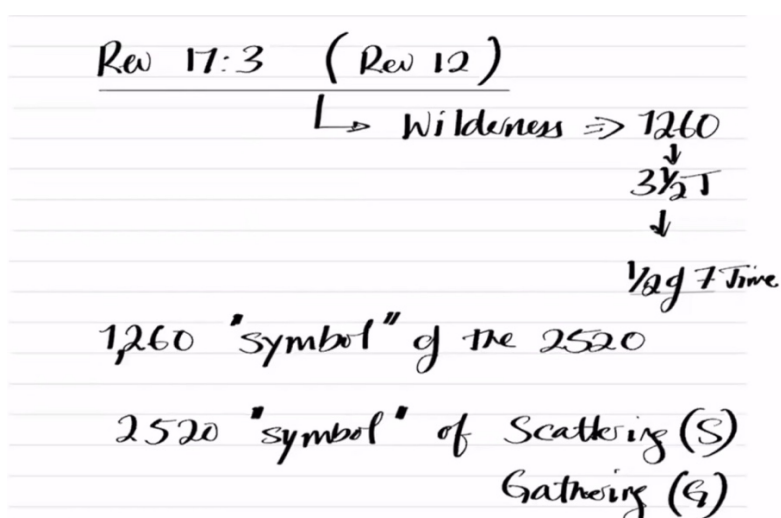 Rev 17:3 (Rev 12)
↳ Wilderness => 1260
↓
3½ T
↓
1/2 of 7 Time
1,260 "symbol" of the 2520
2520 "symbol" of Scattering (S)
Gathering (G)